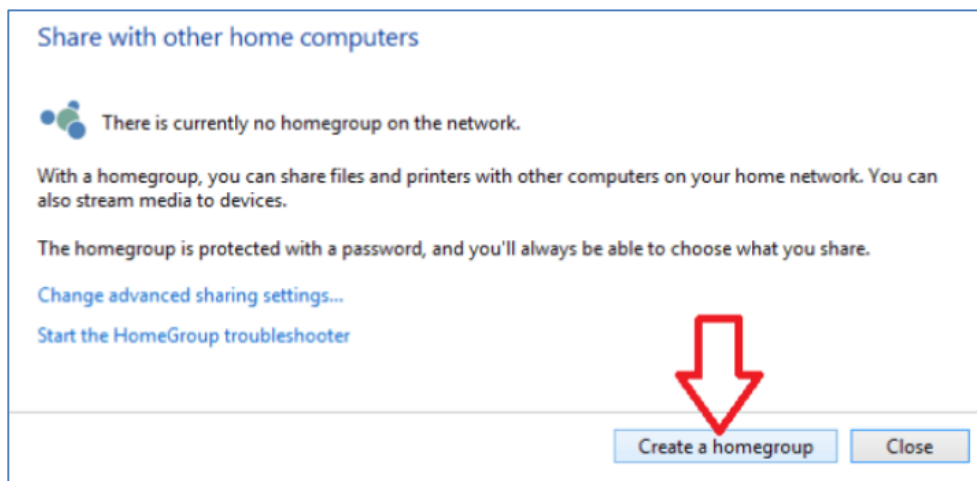 Share with other home computers
There is currently no homegroup on the network.
With a homegroup, you can share files and printers with other computers on your home network. You can
also stream media to devices.
The homegroup is protected with a password, and you'll always be able to choose what you share.
Change advanced sharing settings...
Start the HomeGroup troubleshooter
Create a homegroup
Close